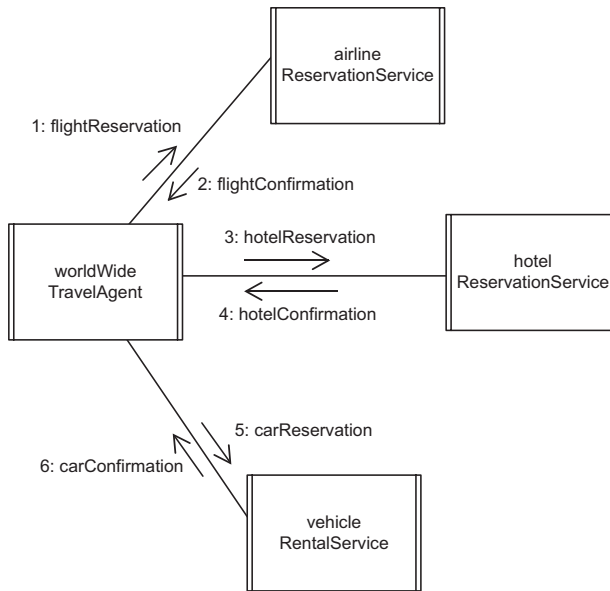 airline
ReservationService
1: flightReservation
2: flightConfirmation
3: hotelReservation
worldWide
TravelAgent
hotel
ReservationService
4: hotelConfirmation
5: carReservation
6: carConfirmation
vehicle
RentalService